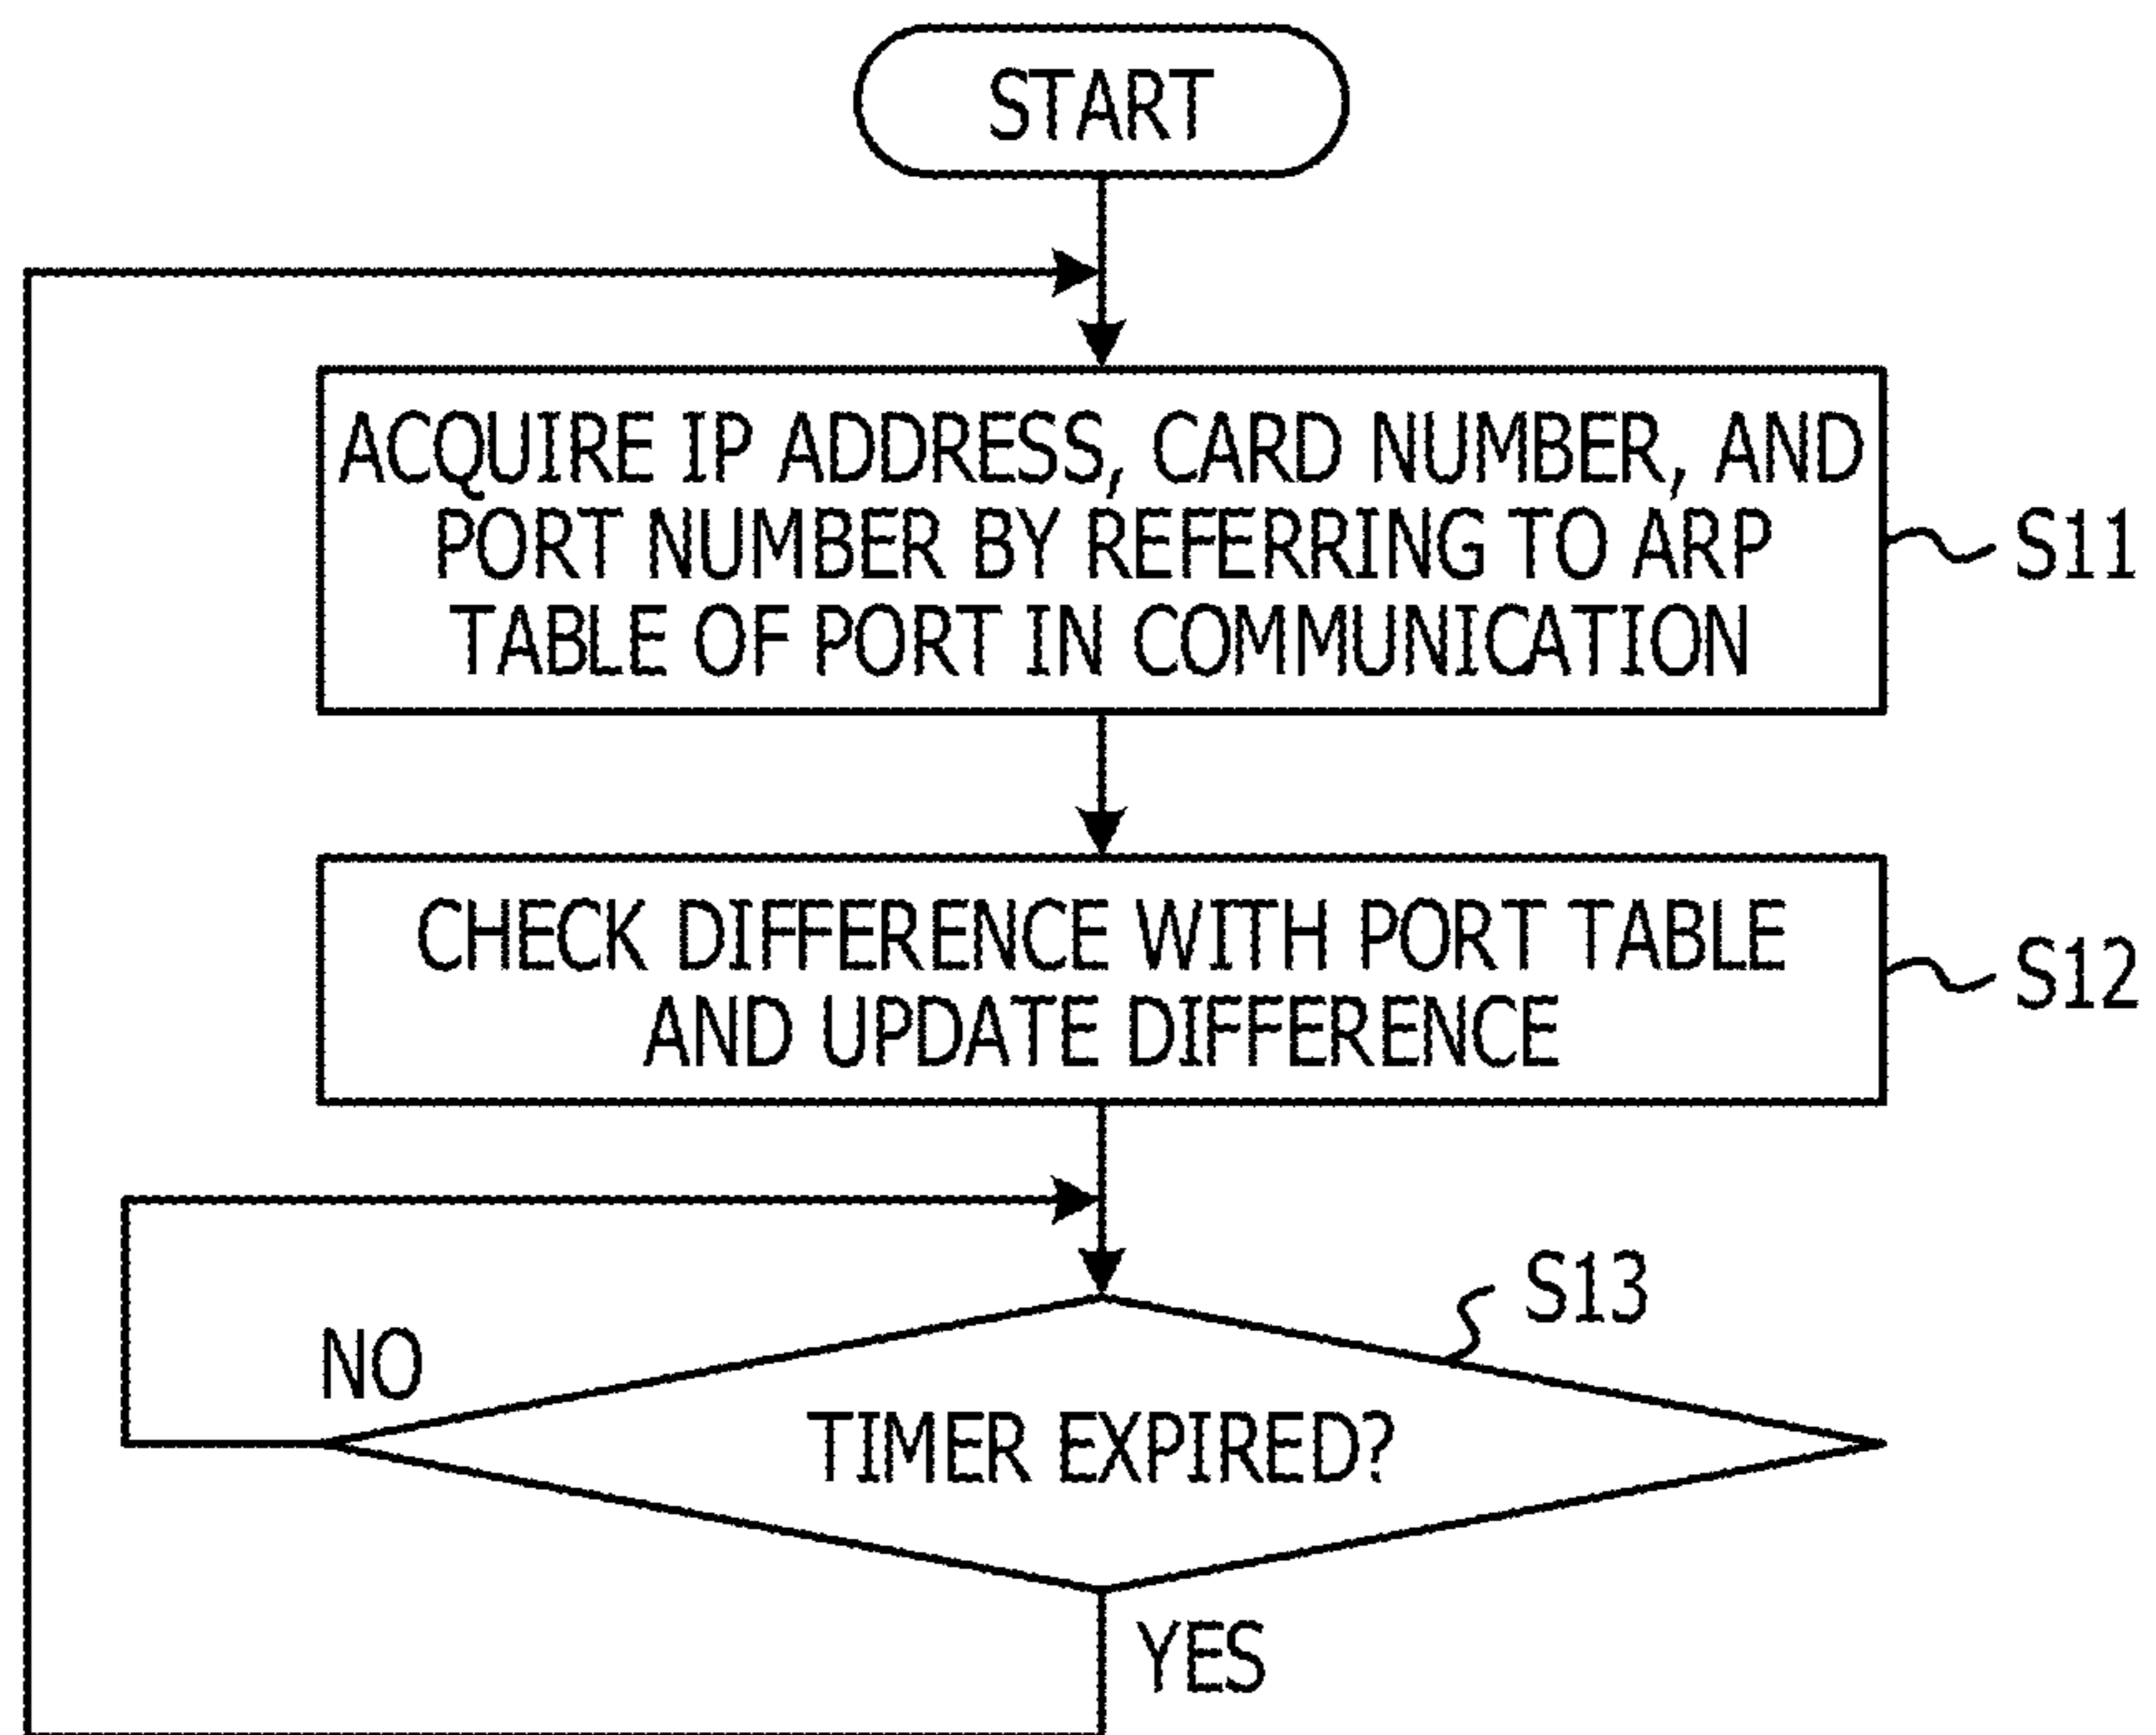 START
ACQUIRE IP ADDRESS, CARD NUMBER, AND
PORT NUMBER BY REFERRING TO ARP
TABLE OF PORT IN COMMUNICATION
S11
CHECK DIFFERENCE WITH PORT TABLE
AND UPDATE DIFFERENCE
S12
S13
NO
TIMER EXPIRED?
YES